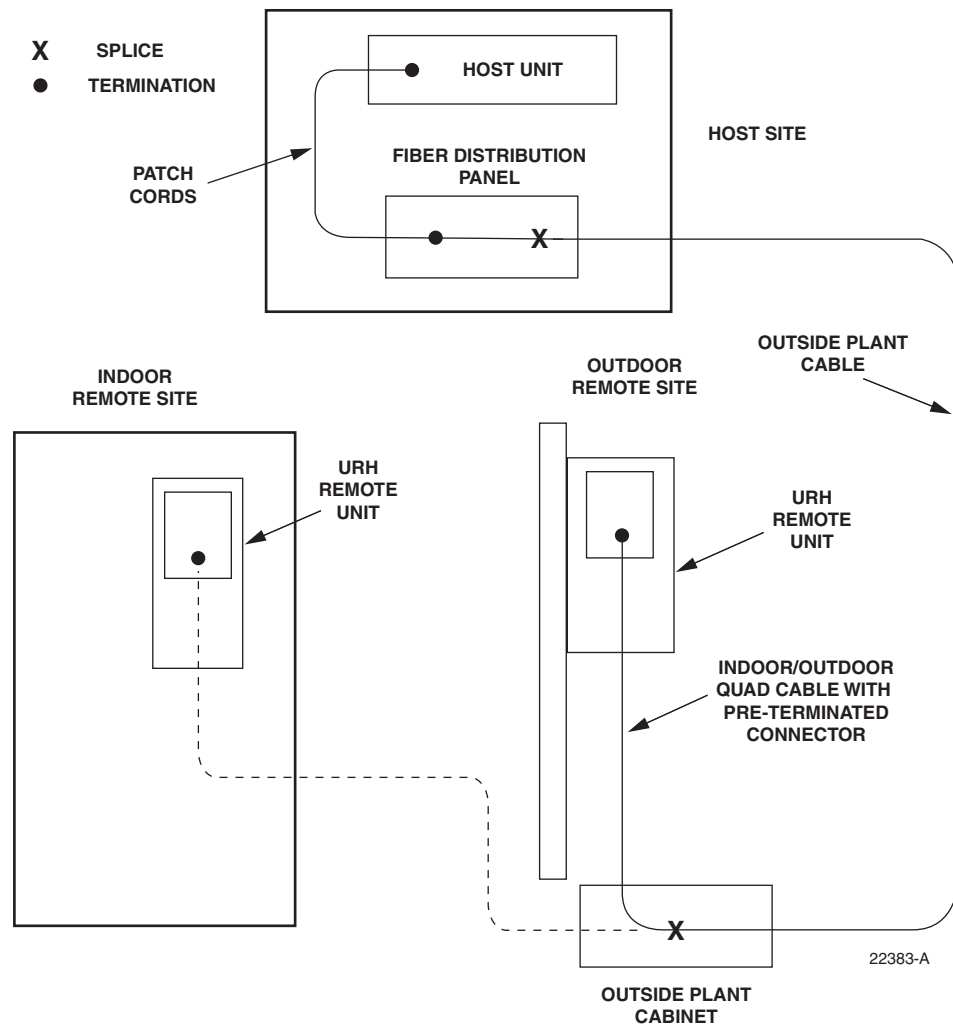 X SPLICE
● TERMINATION
HOST UNIT
HOST SITE
FIBER DISTRIBUTION
PANEL
PATCH
CORDS
X
OUTSIDE PLANT
CABLE
INDOOR
REMOTE SITE
OUTDOOR
REMOTE SITE
URH
REMOTE
UNIT
URH
REMOTE
UNIT
INDOOR/OUTDOOR
QUAD CABLE WITH
PRE-TERMINATED
CONNECTOR
X
22383-A
OUTSIDE PLANT
CABINET